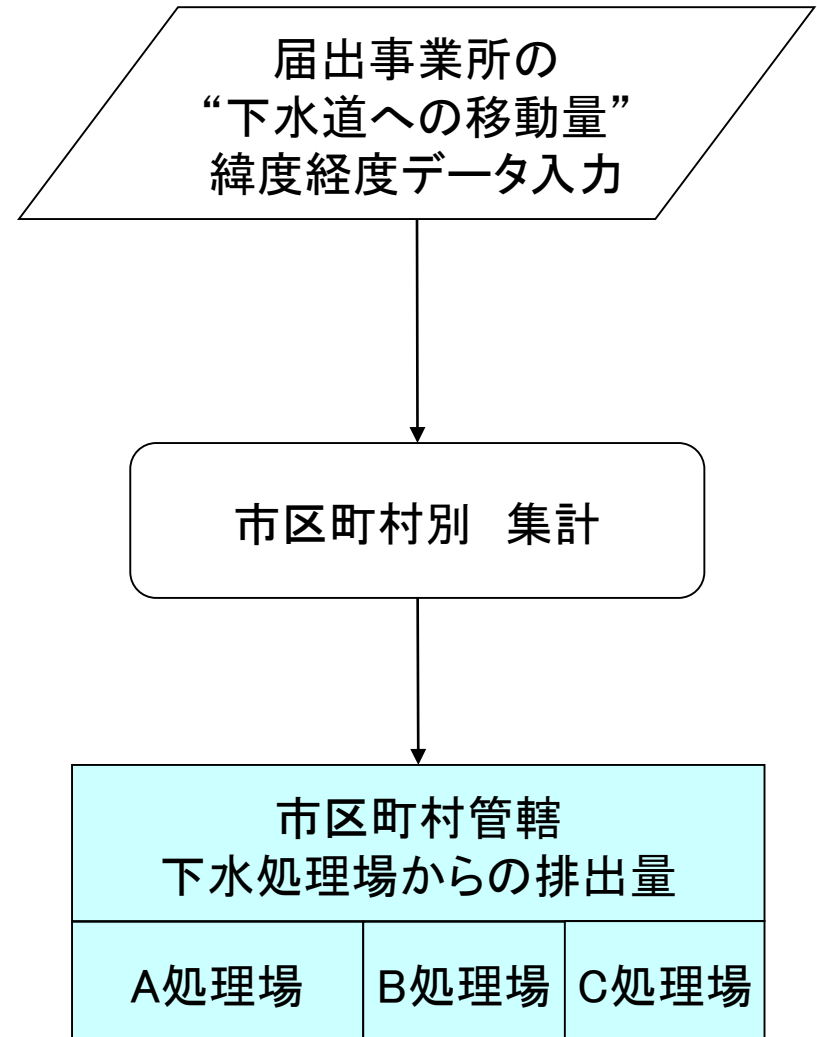 届出事業所の
“下水道への移動量”
緯度経度データ入力
市区町村別　集計
市区町村管轄
下水処理場からの排出量
A処理場
B処理場
C処理場